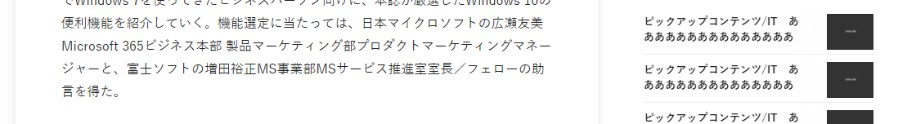 でWindows 7を使ってきたビジネスパーソン向けに、本誌が厳選したWindows 10の
便利機能を紹介していく。機能選定に当たっては、日本マイクロソフトの広瀬友美
Microsoft 365ビジネス本部 製品マーケティング部プロダクトマーケティングマネー
ジャーと、富士ソフトの増田裕正MS事業部MSサービス推進室室長／フェローの助
言を得た。
ピックアップコンテンツ/IT　あ
ああああああああああああああ
ピックアップコンテンツ/IT　あ
ああああああああああああああ
ピックアップコンテンツ/IT　あ